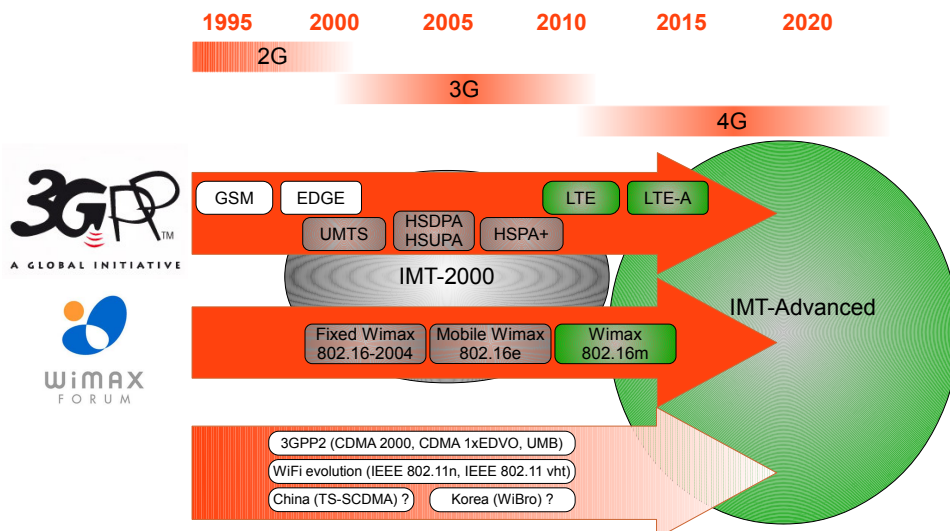 1995 2000 2005 2010 2015 2020
2G
3G
4G
3GPP TM
A GLOBAL INITIATIVE
GSM EDGE LTE LTE-A
UMTS HSDPA HSUPA HSPA+
IMT-2000
IMT-Advanced
WiMAX
FORUM
Fixed Wimax
802.16-2004
Mobile Wimax
802.16e
Wimax
802.16m
3GPP2 (CDMA 2000, CDMA 1xEDVO, UMB)
WiFi evolution (IEEE 802.11n, IEEE 802.11 vht)
China (TS-SCDMA) ? Korea (WiBro) ?